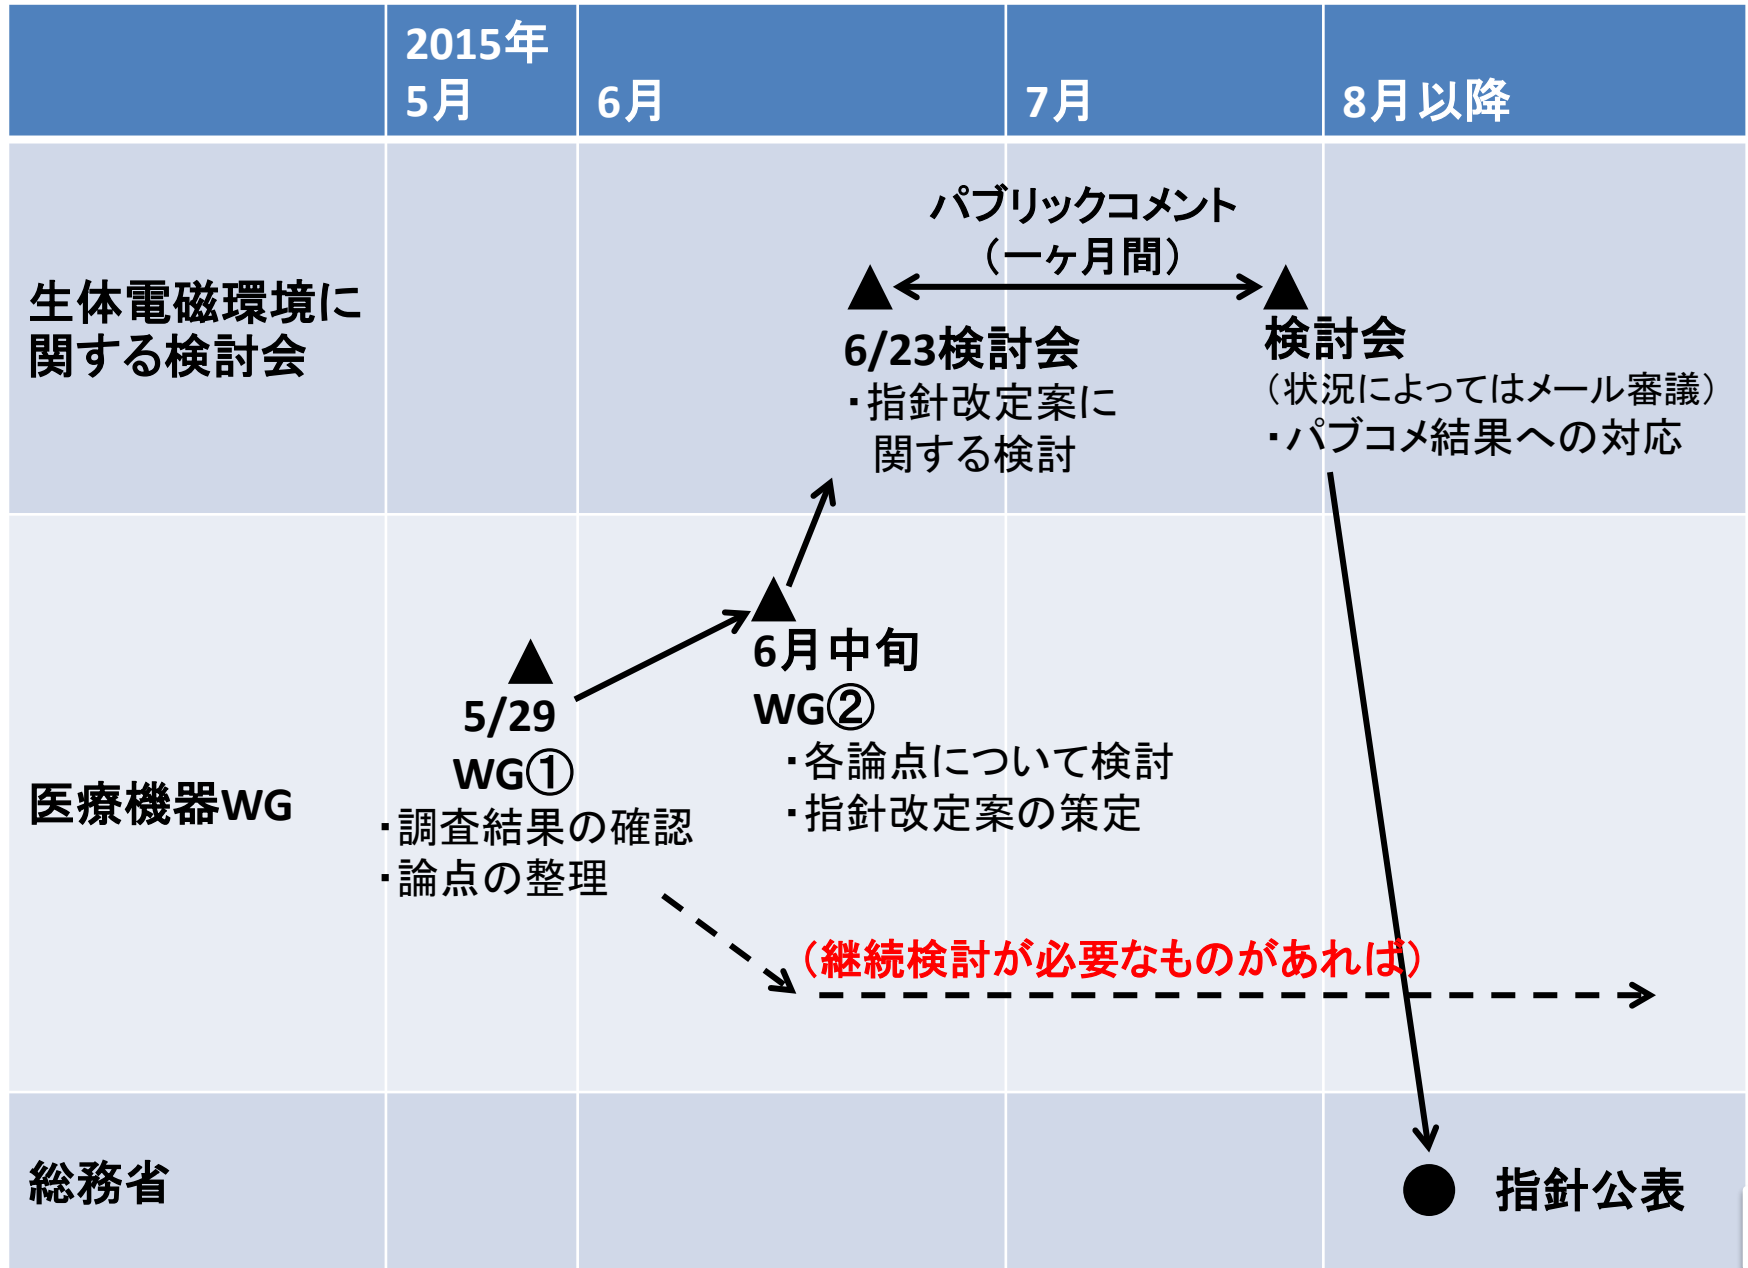 2015年
5月
6月
7月
8月以降
生体電磁環境に
関する検討会
パブリックコメント
(一ヶ月間)
▲
▲
6/23検討会
・指針改定案に
関する検討
検討会
(状況によってはメール審議)
・パブコメ結果への対応
医療機器WG
▲
5/29
WG①
・調査結果の確認
・論点の整理
▲
6月中旬
WG②
・各論点について検討
・指針改定案の策定
(継続検討が必要なものがあれば)
総務省
● 指針公表